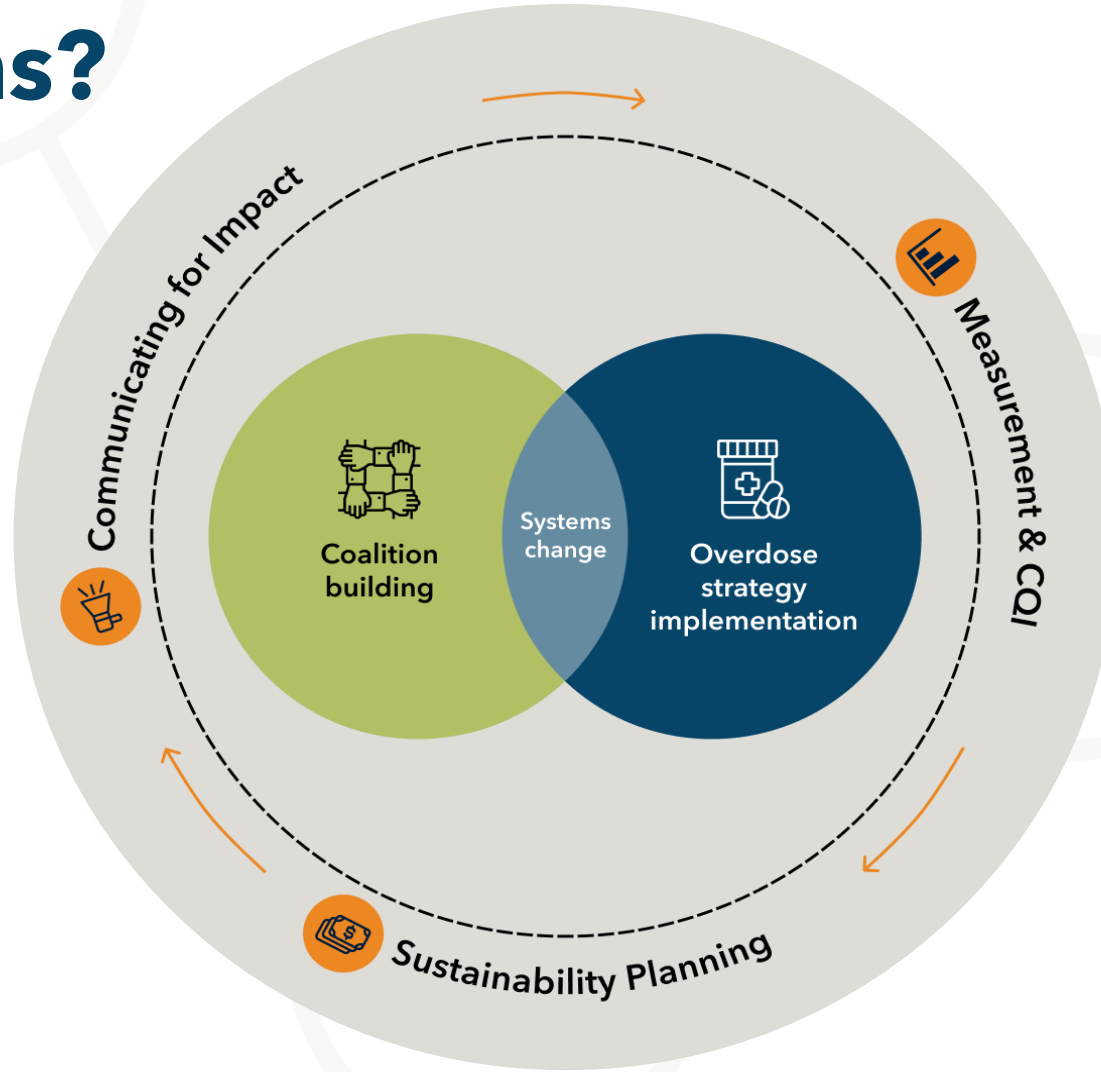 ns?
Communicating for Impact
Measurement & CQI
Coalition
building
Systems
change
Overdose
strategy
implementation
Sustainability Planning